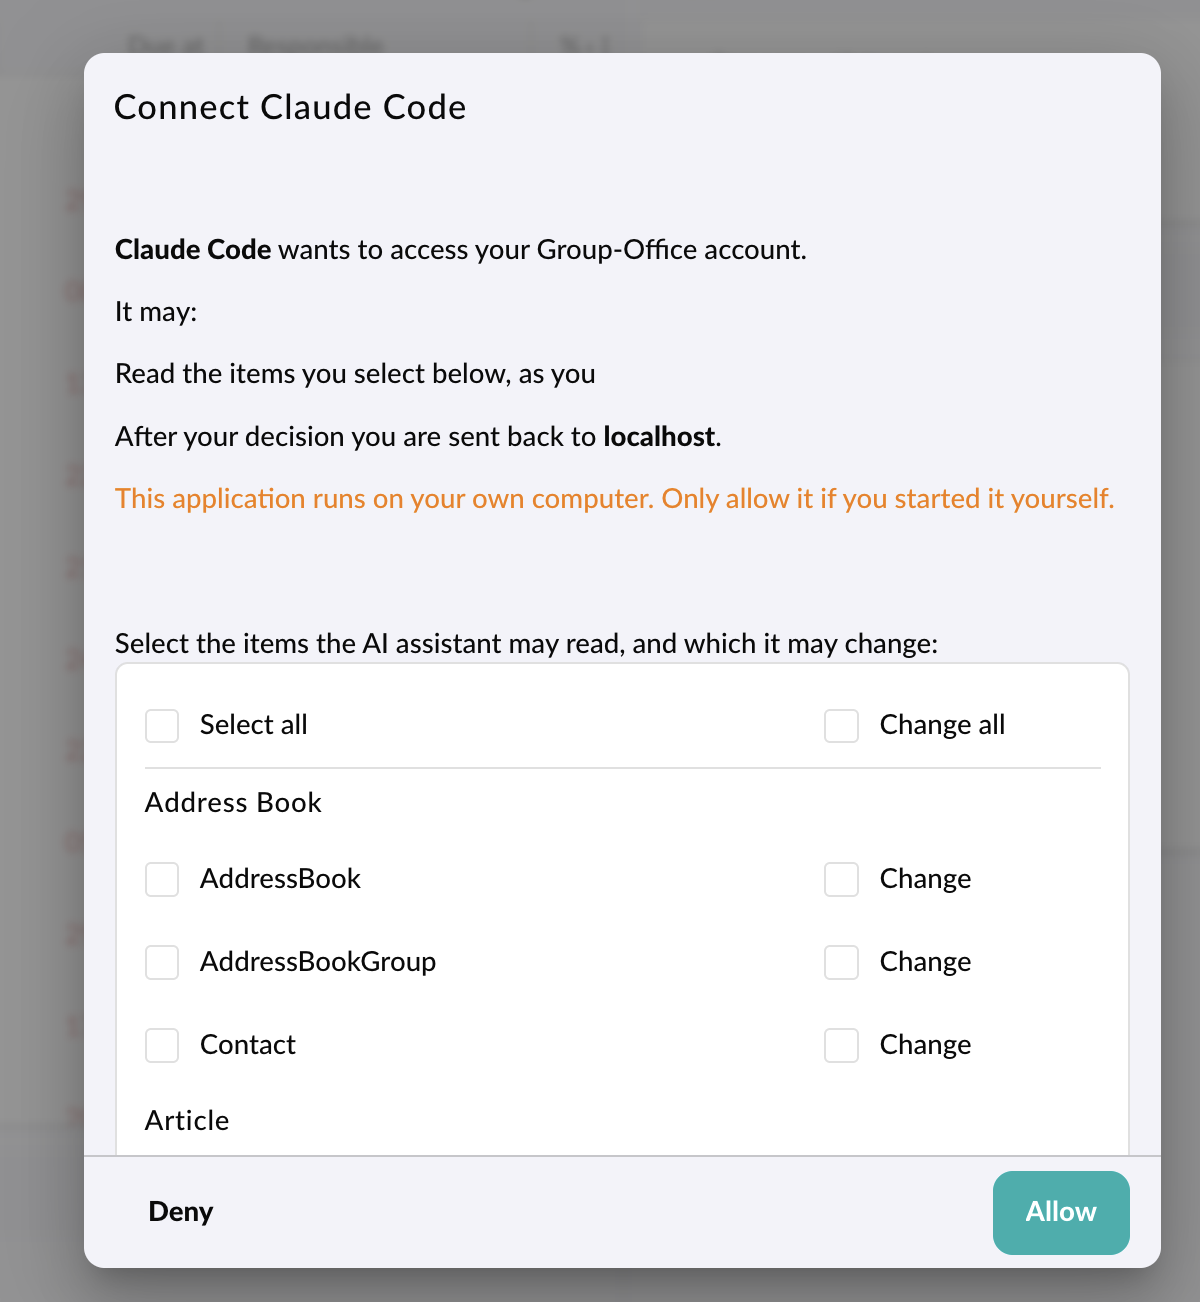 Due at Responsible % ↓
Connect Claude Code
Claude Code wants to access your Group-Office account.
It may:
Read the items you select below, as you
After your decision you are sent back to localhost.
This application runs on your own computer. Only allow it if you started it yourself.
Select the items the AI assistant may read, and which it may change:
Select all Change all
Address Book
AddressBook Change
AddressBookGroup Change
Contact Change
Article
Deny Allow